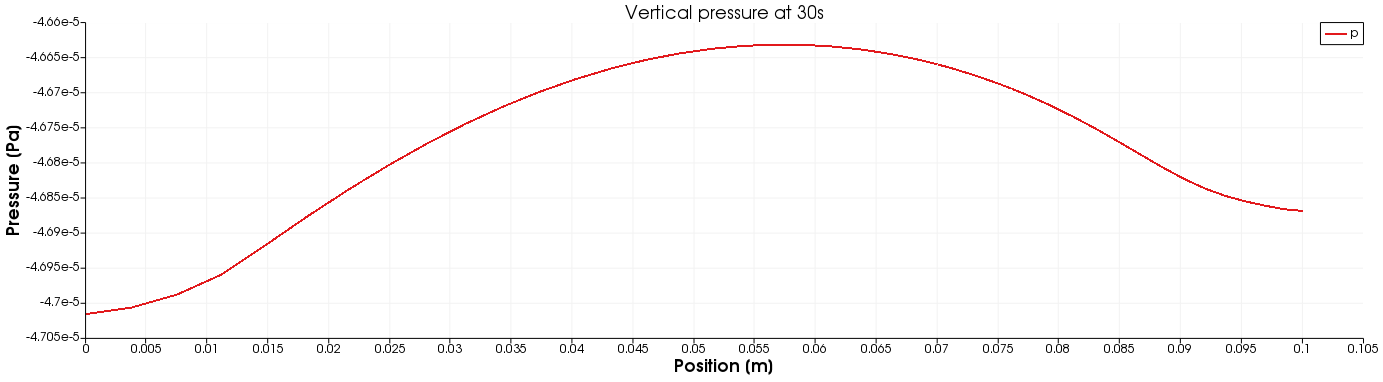 Vertical pressure at 30s
p
Pressure (Pa)
-4.66e-5
-4.665e-5
-4.67e-5
-4.675e-5
-4.68e-5
-4.685e-5
-4.69e-5
-4.695e-5
-4.7e-5
-4.705e-5
0 0.005 0.01 0.015 0.02 0.025 0.03 0.035 0.04 0.045 0.05 0.055 0.06 0.065 0.07 0.075 0.08 0.085 0.09 0.095 0.1 0.105
Position (m)